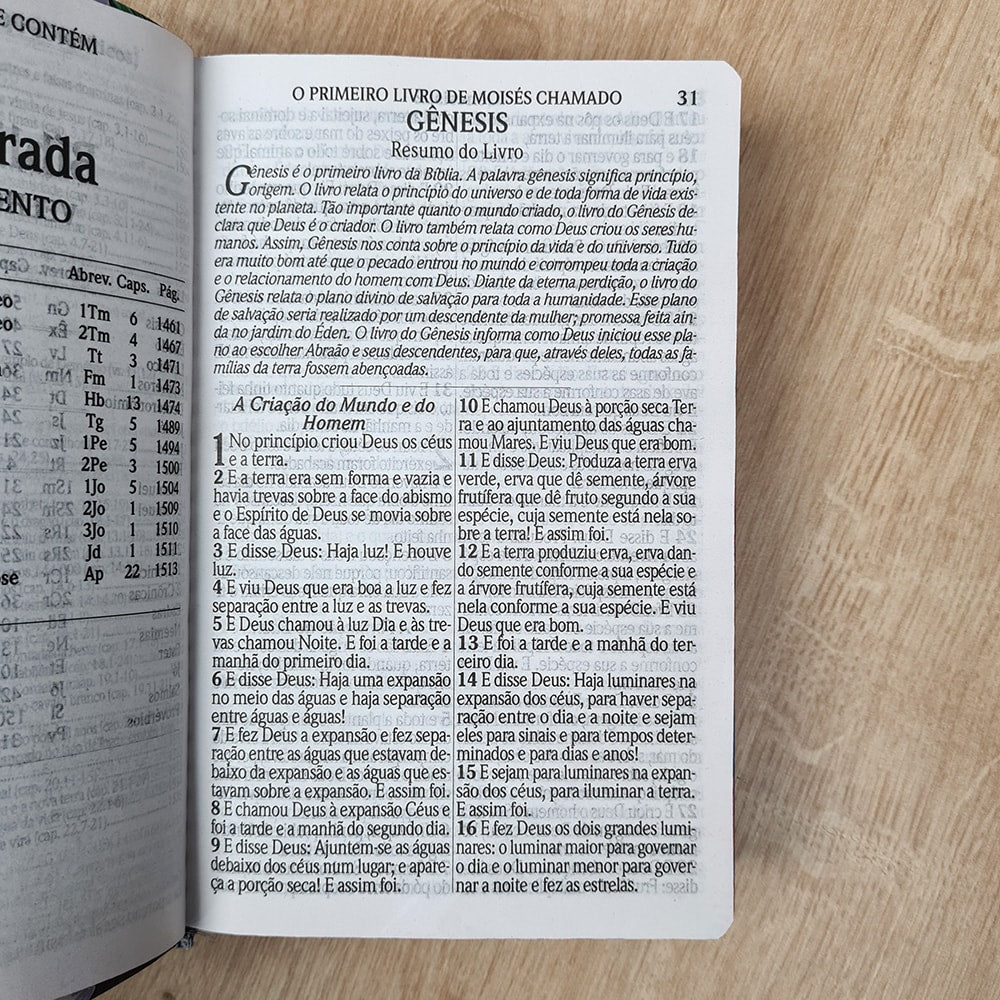 E CONTÉM
rada
ENTO
Abrev. Caps. Pág.
1Tm 6 1461
2Tm 4 1467
Tt 3 1471
Fm 1 1473
Hb 13 1474
Tg 5 1489
1Pe 5 1494
2Pe 3 1500
1Jo 5 1504
2Jo 1 1509
3Jo 1 1510
Jd 1 1511
Ap 22 1513
O PRIMEIRO LIVRO DE MOISÉS CHAMADO 31
GÊNESIS
Resumo do Livro
Gênesis é o primeiro livro da Bíblia. A palavra gênesis significa princípio,
origem. O livro relata o princípio do universo e de toda forma de vida exis-
tente no planeta. Tão importante quanto o mundo criado, o livro do Gênesis de-
clara que Deus é o criador. O livro também relata como Deus criou os seres hu-
manos. Assim, Gênesis nos conta sobre o princípio da vida e do universo. Tudo
era muito bom até que o pecado entrou no mundo e corrompeu toda a criação
e o relacionamento do homem com Deus. Diante da eterna perdição, o livro do
Gênesis relata o plano divino de salvação para toda a humanidade. Esse plano
de salvação seria realizado por um descendente da mulher; promessa feita ain-
da no jardim do Éden. O livro do Gênesis informa como Deus iniciou esse pla-
no ao escolher Abraão e seus descendentes, para que, através deles, todas as fa-
mílias da terra fossem abençoadas.
A Criação do Mundo e do
Homem
1 No princípio criou Deus os céus
e a terra.
2 E a terra era sem forma e vazia e
havia trevas sobre a face do abismo
e o Espírito de Deus se movia sobre
a face das águas.
3 E disse Deus: Haja luz! E houve
luz.
4 E viu Deus que era boa a luz e fez
separação entre a luz e as trevas.
5 E Deus chamou à luz Dia e às tre-
vas chamou Noite. E foi a tarde e a
manhã do primeiro dia.
6 E disse Deus: Haja uma expansão
no meio das águas e haja separação
entre águas e águas!
7 E fez Deus a expansão e fez sepa-
ração entre as águas que estavam de-
baixo da expansão e as águas que es-
tavam sobre a expansão. E assim foi.
8 E chamou Deus à expansão Céus e
foi a tarde e a manhã do segundo dia.
9 E disse Deus: Ajuntem-se as águas
debaixo dos céus num lugar; e apare-
ça a porção seca! E assim foi.
10 E chamou Deus à porção seca Ter-
ra e ao ajuntamento das águas cha-
mou Mares. E viu Deus que era bom.
11 E disse Deus: Produza a terra erva
verde, erva que dê semente, árvore
frutífera que dê fruto segundo a sua
espécie, cuja semente está nela so-
bre a terra! E assim foi.
12 E a terra produziu erva, erva dan-
do semente conforme a sua espécie e
a árvore frutífera, cuja semente está
nela conforme a sua espécie. E viu
Deus que era bom.
13 E foi a tarde e a manhã do ter-
ceiro dia.
14 E disse Deus: Haja luminares na
expansão dos céus, para haver sepa-
ração entre o dia e a noite e sejam
eles para sinais e para tempos deter-
minados e para dias e anos!
15 E sejam para luminares na expan-
são dos céus, para iluminar a terra.
E assim foi.
16 E fez Deus os dois grandes lumi-
nares: o luminar maior para governar
o dia e o luminar menor para gover-
nar a noite e fez as estrelas.